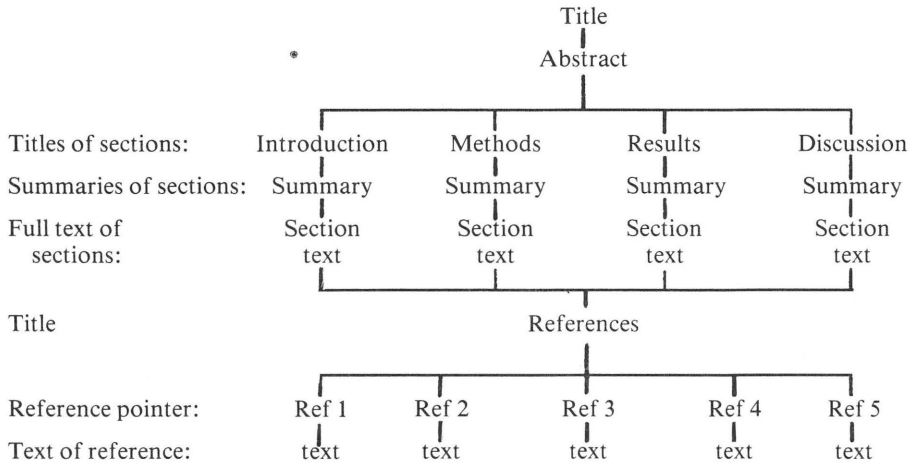 Title
Abstract
Titles of sections: Introduction Methods Results Discussion
Summaries of sections: Summary Summary Summary Summary
Full text of Section Section Section Section
sections: text text text text
Title References
Reference pointer: Ref 1 Ref 2 Ref 3 Ref 4 Ref 5
Text of reference: text text text text text